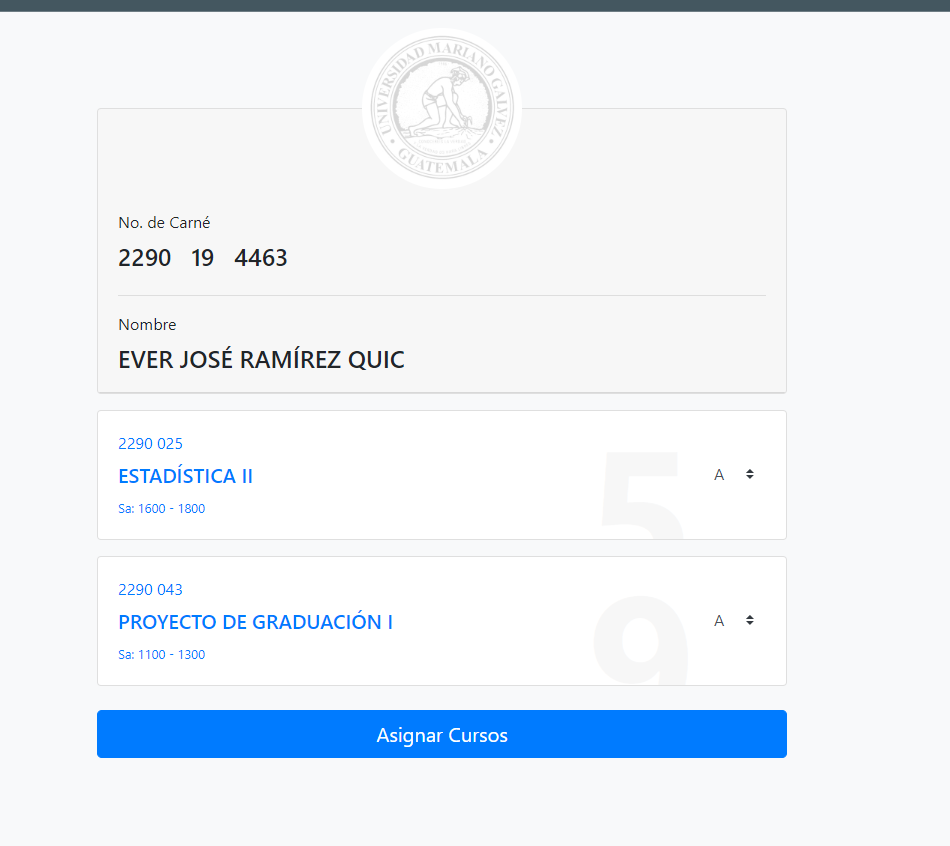 UNIVERSIDAD MARIANO GALVEZ
GUATEMALA
No. de Carné
2290 19 4463
Nombre
EVER JOSÉ RAMÍREZ QUIC
2290 025
ESTADÍSTICA II
Sa: 1600 - 1800
5
A
2290 043
PROYECTO DE GRADUACIÓN I
Sa: 1100 - 1300
9
A
Asignar Cursos